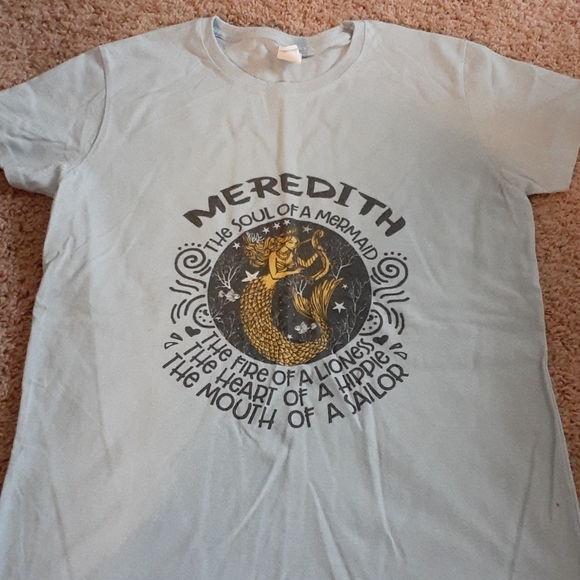 MEREDITH
THE SOUL OF A MERMAID
THE FIRE OF A LIONESS
THE HEART OF A HIPPIE
THE MOUTH OF A SAILOR